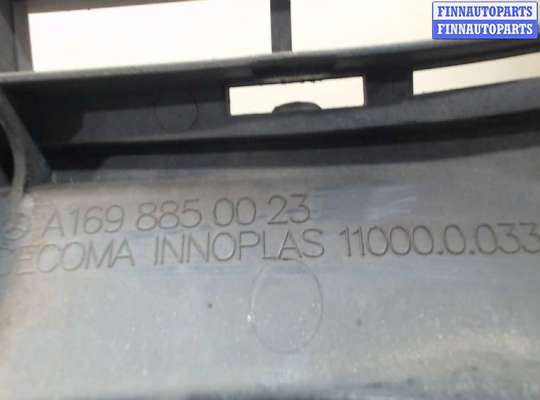 FINNAUTOPARTS
FINNAUTOPARTS
A169 885 00 23
ECOMA INNOPLAS 11000.0.033